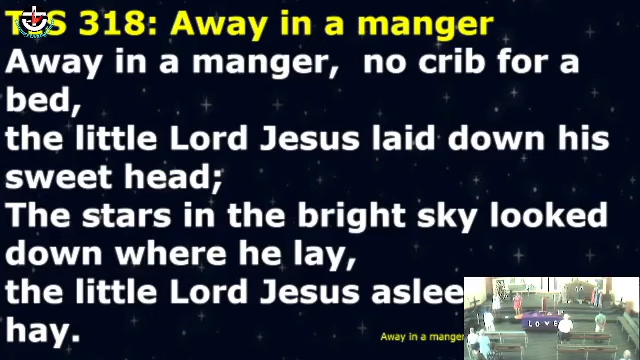 318: Away in a manger
Away in a manger, no crib for a
bed,
the little Lord Jesus laid down his
sweet head;
The stars in the bright sky looked
down where he lay,
the little Lord Jesus
hay.
Away in a manger
LOVE